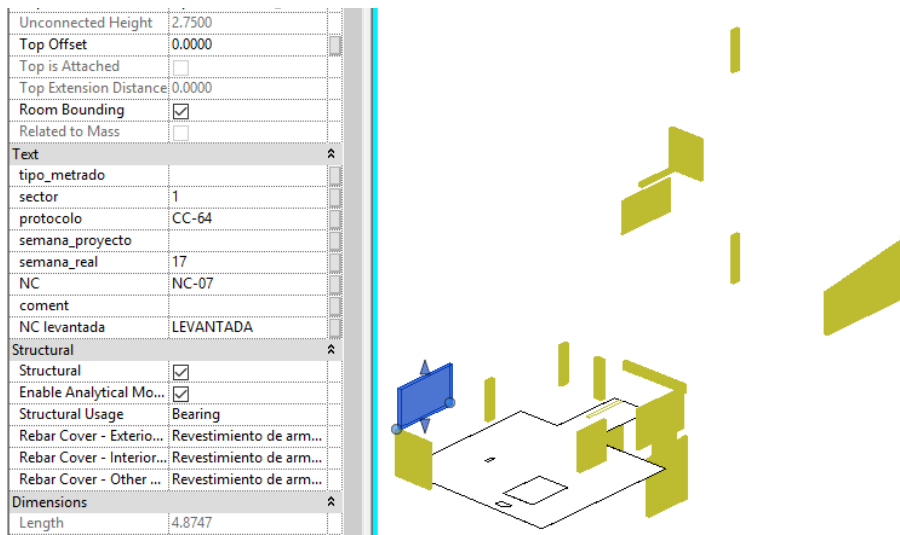 Unconnected Height 2.7500
Top Offset 0.0000
Top is Attached
Top Extension Distance 0.0000
Room Bounding
Related to Mass
Text
tipo_metrado
sector 1
protocolo CC-64
semana_proyecto
semana_real 17
NC NC-07
coment
NC levantada LEVANTADA
Structural
Structural
Enable Analytical Mo...
Structural Usage Bearing
Rebar Cover - Exterio... Revestimiento de arm...
Rebar Cover - Interior... Revestimiento de arm...
Rebar Cover - Other ... Revestimiento de arm...
Dimensions
Length 4.8747